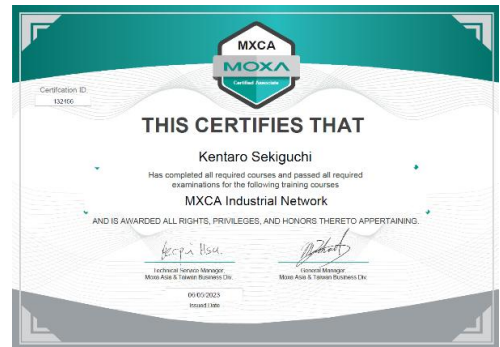 MXCA
MOXA
Certified Associate
Certification ID
THIS CERTIFIES THAT
Kentaro Sekiguchi
Has completed all required courses and passed all required
examinations for the following training courses
MXCA Industrial Network
AND IS AWARDED ALL RIGHTS, PRIVILEGES, AND HONORS THERETO APPERTAINING.
Hsu
Technical Service Manager
Moxa Asia & Taiwan Business Div.
General Manager
Moxa Asia & Taiwan Business Div.
Issued Date